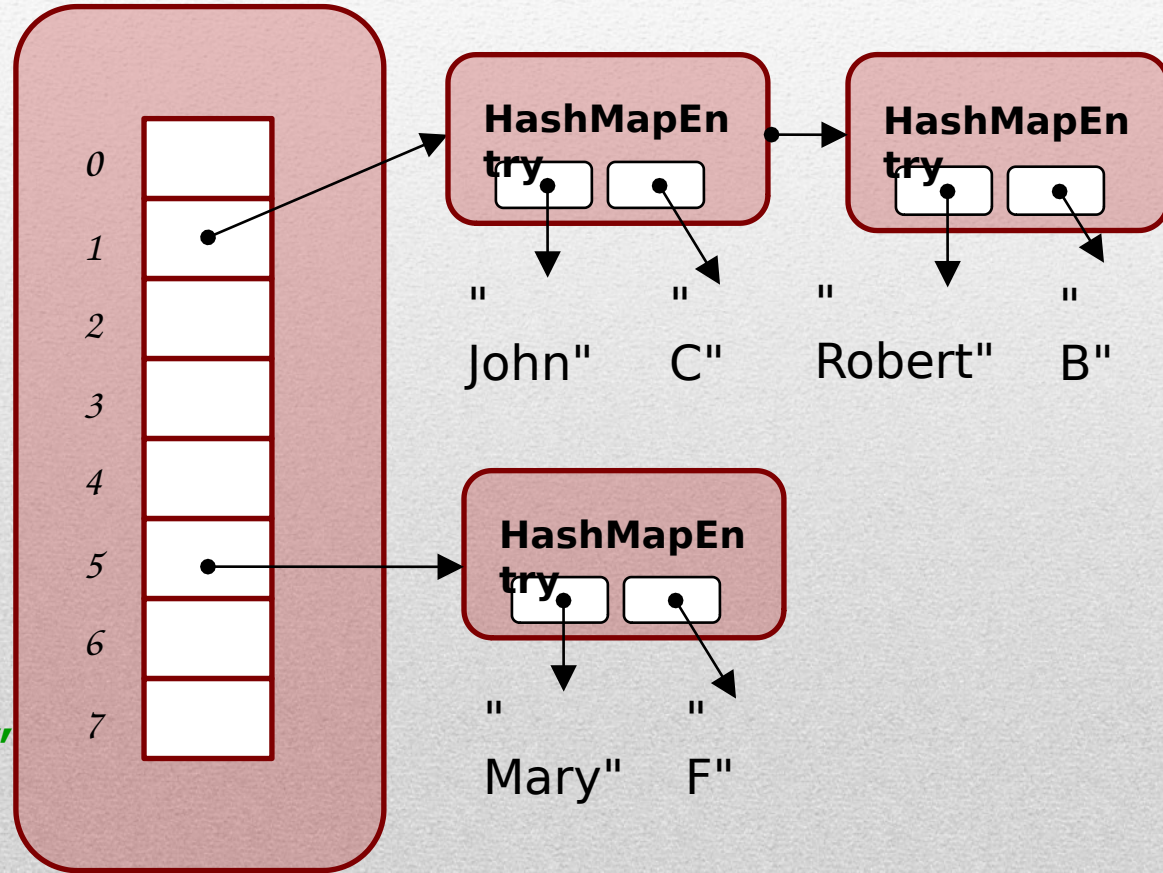 0
1
2
3
4
5
6
7
HashMapEn
try
"
John"
"
C"
HashMapEn
try
"
Robert"
"
B"
HashMapEn
try
"
Mary"
"
F"
"